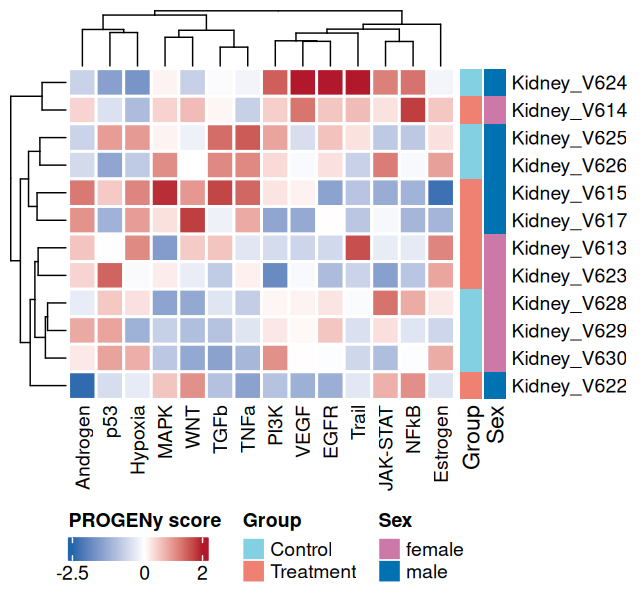 Kidney_V624
Kidney_V614
Kidney_V625
Kidney_V626
Kidney_V615
Kidney_V617
Kidney_V613
Kidney_V623
Kidney_V628
Kidney_V629
Kidney_V630
Kidney_V622
Androgen
p53
Hypoxia
MAPK
WNT
TGFb
TNFa
PI3K
VEGF
EGFR
Trail
JAK-STAT
NFkB
Estrogen
Group
Sex
PROGENy score
-2.5 0 2
Group
Control
Treatment
Sex
female
male